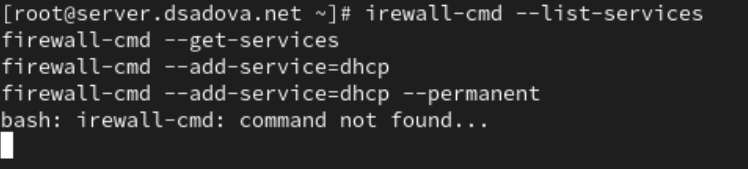 [root@server.dsadova.net ~]# irewall-cmd --list-services
firewall-cmd --get-services
firewall-cmd --add-service=dhcp
firewall-cmd --add-service=dhcp --permanent
bash: irewall-cmd: command not found...